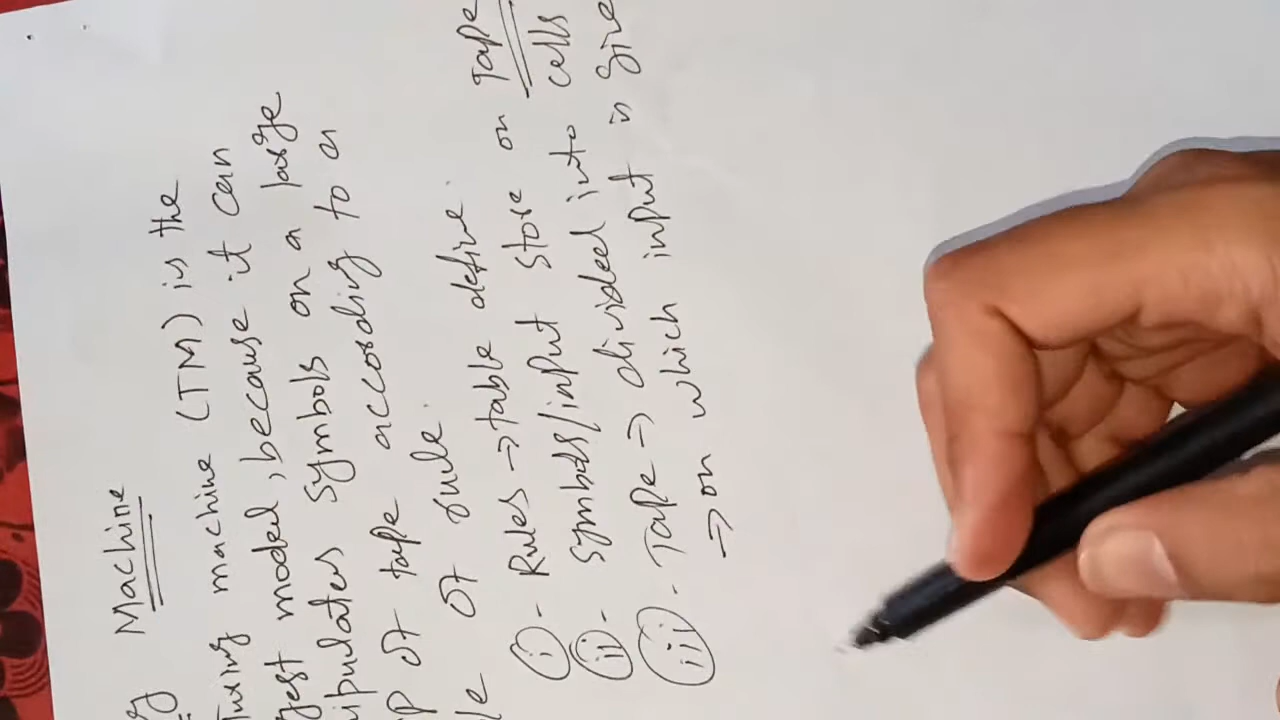 Machine
Turing machine (TM) is the
gest model, because it can
ipulates symbols on a large
p of tape according to a
le of rule.
(i) - Rules → table define.
(ii) - symbols/input store on Tape
(iii) - Tape → divided into cells
→ on which input is give